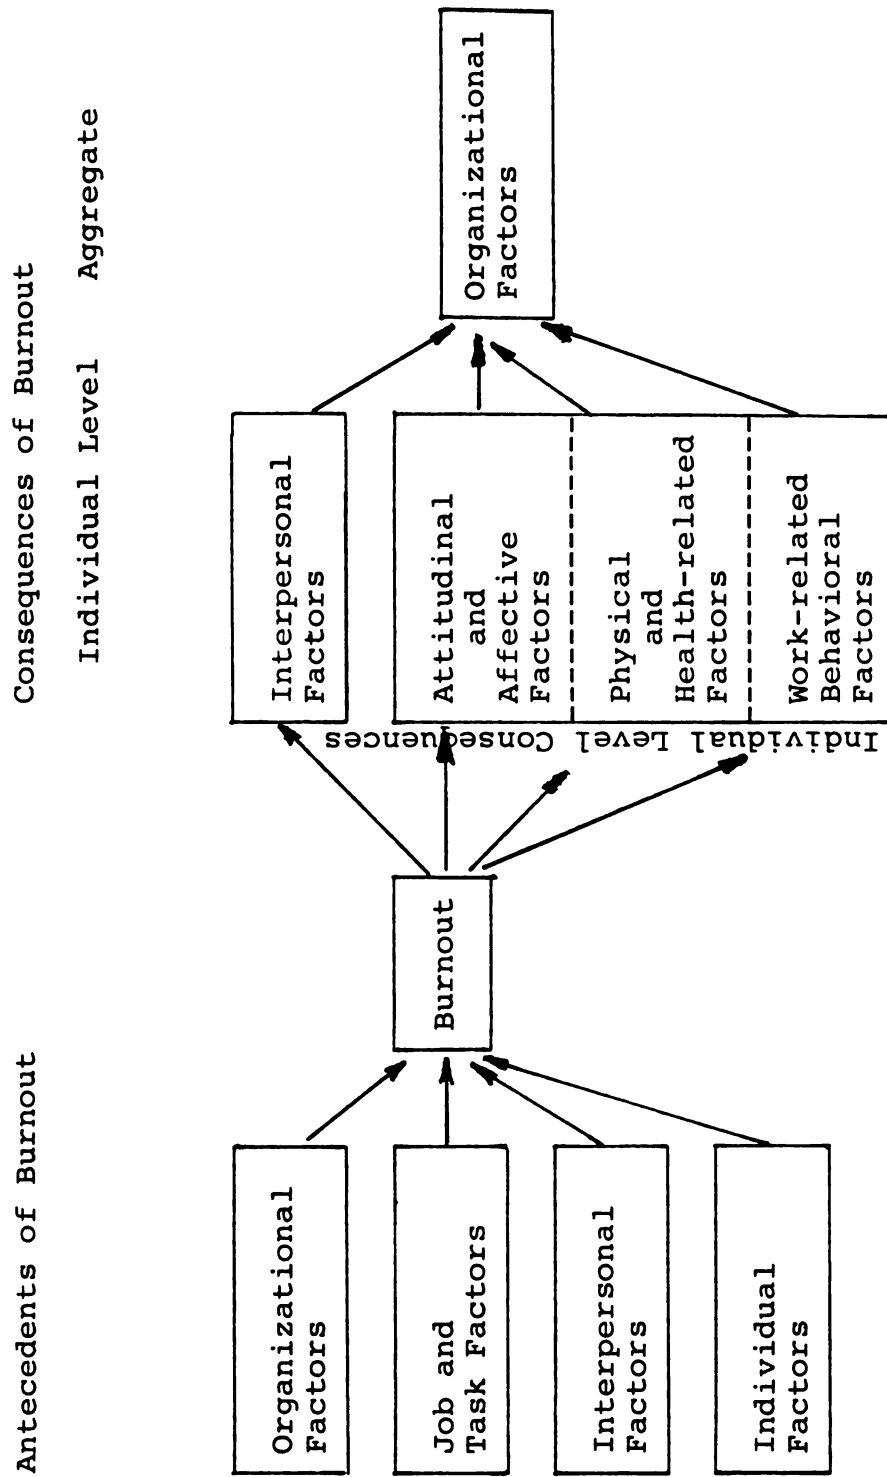 Antecedents of Burnout
Consequences of Burnout
Individual Level
Aggregate
Organizational
Factors
Job and
Task Factors
Interpersonal
Factors
Individual
Factors
Burnout
Individual Level Consequences
Interpersonal
Factors
Attitudinal
and
Affective
Factors
Physical
and
Health-related
Factors
Work-related
Behavioral
Factors
Organizational
Factors